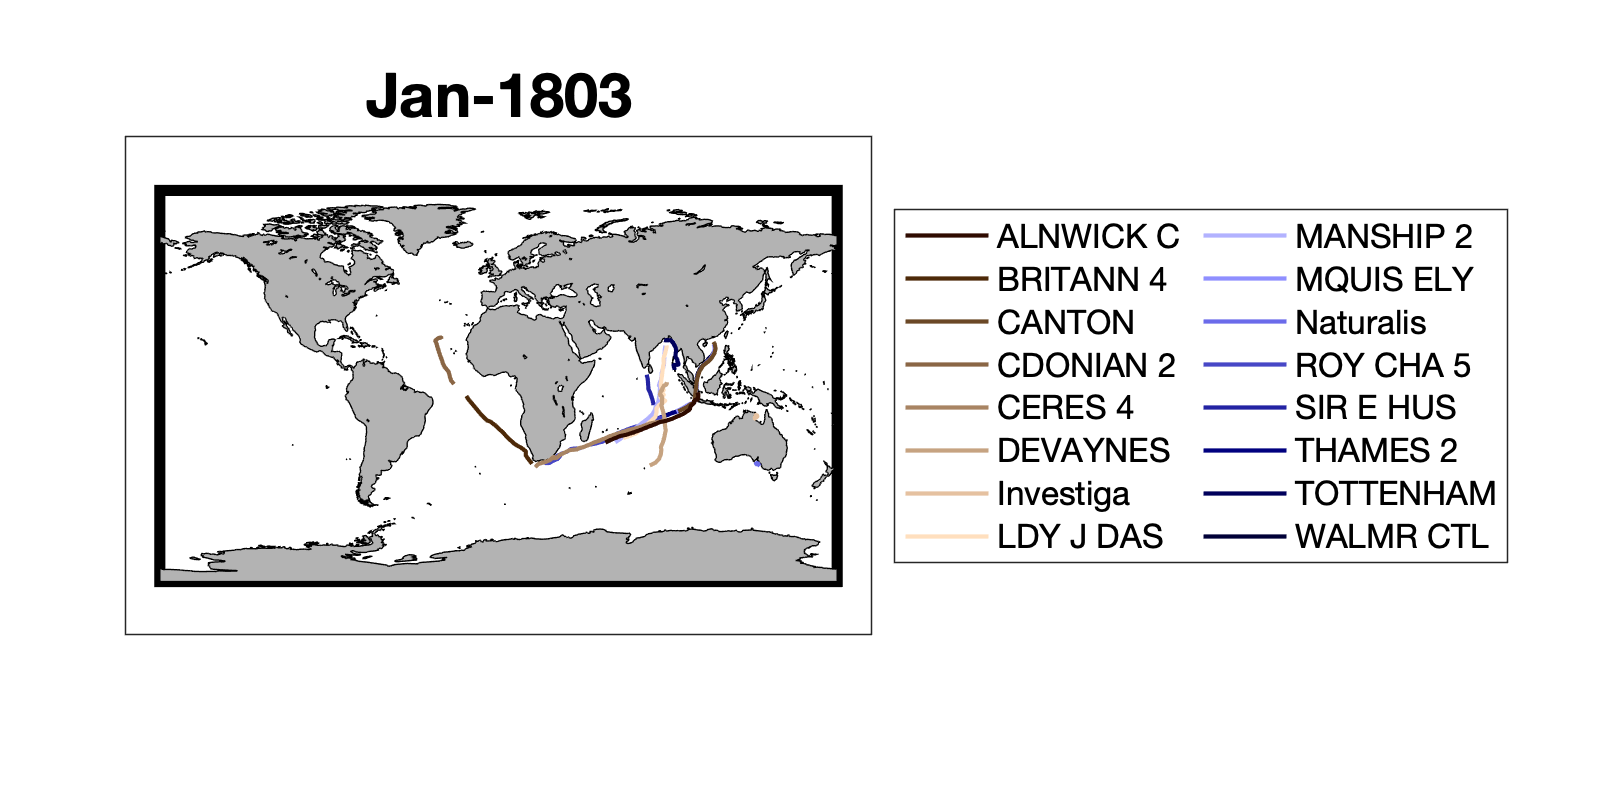 Jan-1803
ALNWICK C
BRITANN 4
CANTON
CDONIAN 2
CERES 4
DEVAYNES
Investiga
LDY J DAS
MANSHIP 2
MQUIS ELY
Naturalis
ROY CHA 5
SIR E HUS
THAMES 2
TOTTENHAM
WALMR CTL